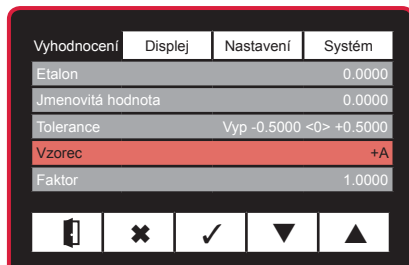 Vyhodnocení Displej Nastavení Systém
Etalon 0.0000
Jmenovitá hodnota 0.0000
Tolerance Vyp -0.5000 <0> +0.5000
Vzorec +A
Faktor 1.0000